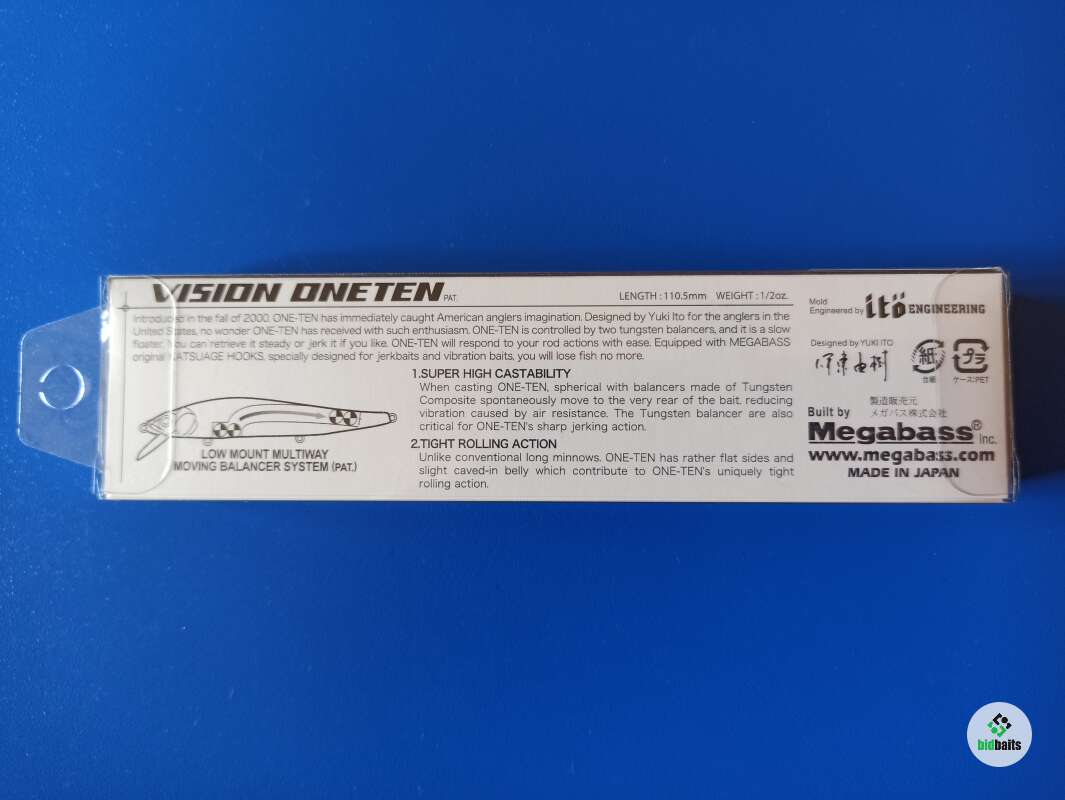 VISION ONETEN PAT.
LENGTH : 110.5mm WEIGHT : 1/2oz.
Introduced in the fall of 2000, ONE-TEN has immediately caught American anglers imagination. Designed by Yuki Ito for the anglers in the
United States, no wonder ONE-TEN has received with such enthusiasm. ONE-TEN is controlled by two tungsten balancers, and it is a slow
floater. You can retrieve it steady or jerk it if you like. ONE-TEN will respond to your rod actions with ease. Equipped with MEGABASS
original KATSUAGE HOOKS, specially designed for jerkbaits and vibration baits, you will lose fish no more.
1.SUPER HIGH CASTABILITY
When casting ONE-TEN, spherical with balancers made of Tungsten
Composite spontaneously move to the very rear of the bait, reducing
vibration caused by air resistance. The Tungsten balancer are also
critical for ONE-TEN's sharp jerking action.
2.TIGHT ROLLING ACTION
Unlike conventional long minnows. ONE-TEN has rather flat sides and
slight caved-in belly which contribute to ONE-TEN's uniquely tight
rolling action.
LOW MOUNT MULTIWAY
MOVING BALANCER SYSTEM (PAT.)
Mold
Engineered by Itö ENGINEERING
Designed by YUKI ITO
伊東由樹
紙
台紙
プラ
ケース:PET
製造販売元
メガバス株式会社
Built by
Megabass® inc.
www.megabass.com
MADE IN JAPAN
bidbaits